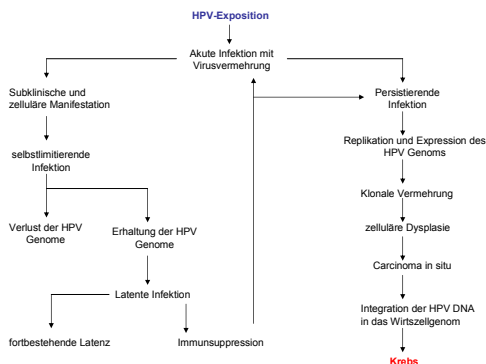 HPV-Exposition
Akute Infektion mit
Virusvermehrung
Subklinische und
zelluläre Manifestation
Persistierende
Infektion
selbstlimitierende
Infektion
Replikation und Expression des
HPV Genoms
Klonale Vermehrung
Verlust der HPV
Genome
Erhaltung der HPV
Genome
zelluläre Dysplasie
Carcinoma in situ
Latente Infektion
Integration der HPV DNA
in das Wirtszellgenom
fortbestehende Latenz
Immunsuppression
Krebs